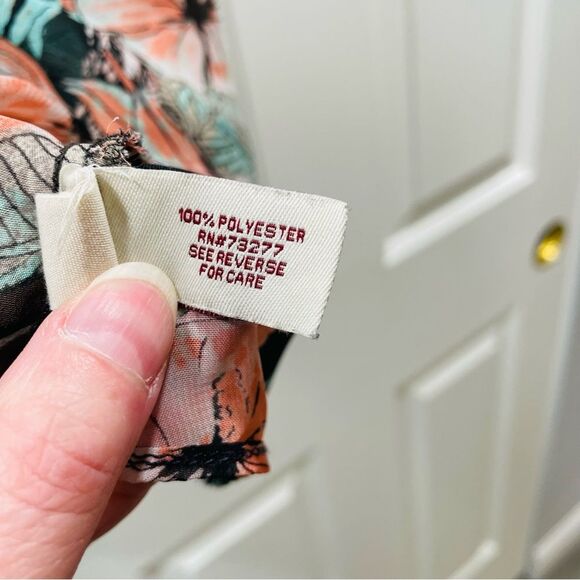 100% POLYESTER
RN#73277
SEE REVERSE
FOR CARE